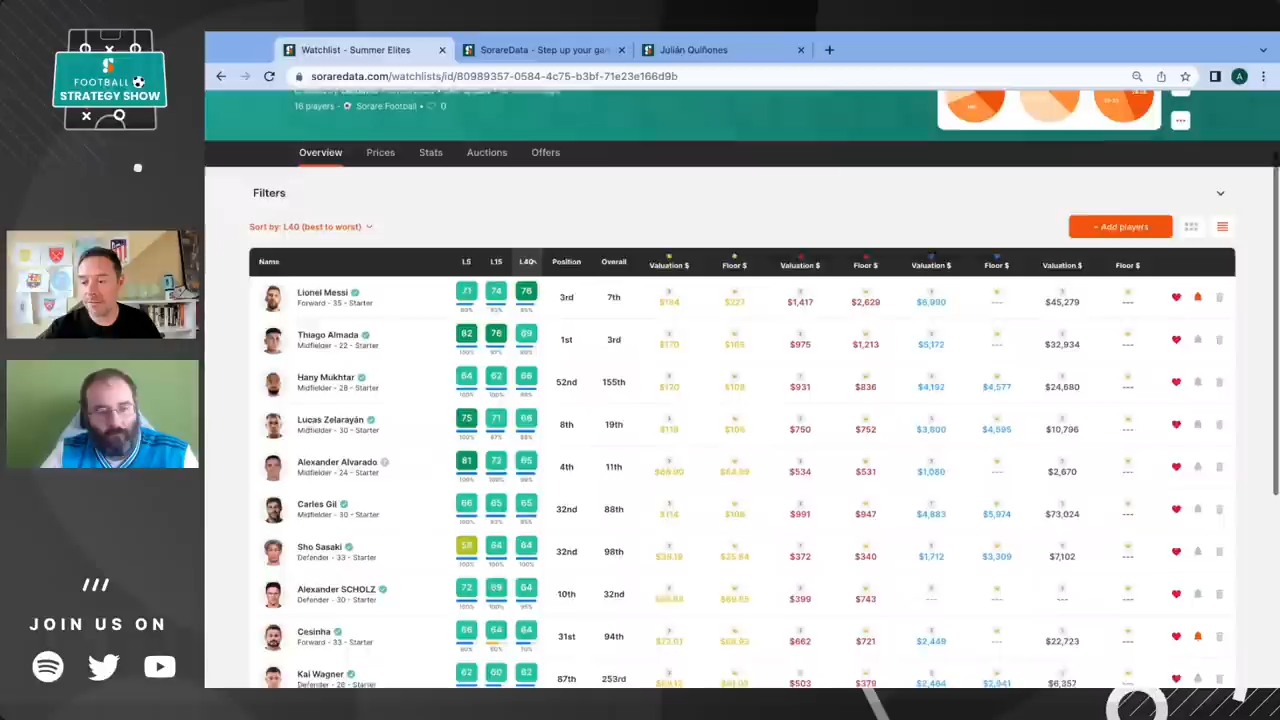 FOOTBALL
STRATEGY SHOW
Watchlist - Summer Elites
SorareData - Step up your gan
Julián Quiñones
soraredata.com/watchlists/id/80989357-0584-4c75-b3bf-71e23e166d9b
A
16 players - Sorare Football • 0
Overview Prices Stats Auctions Offers
Filters
Sort by: L40 (best to worst)
+ Add players
Name L5 L15 L40 Position Overall Valuation $ Floor $ Valuation $ Floor $ Valuation $ Floor $ Valuation $ Floor $
Lionel Messi 71 74 76 3rd 7th $184 $227 $1,417 $2,629 $6,990 --- $45,279 ---
Forward - 35 - Starter
Thiago Almada 82 76 69 1st 3rd $170 $165 $975 $1,213 $5,172 --- $32,934 ---
Midfielder - 22 - Starter
Hany Mukhtar 64 62 66 52nd 155th $170 $108 $931 $836 $4,192 $4,577 $24,680 ---
Midfielder - 28 - Starter
Lucas Zelarayán 75 71 66 8th 19th $118 $106 $750 $752 $3,800 $4,595 $10,796 ---
Midfielder - 30 - Starter
Alexander Alvarado 81 73 65 4th 11th $534 $531 $1,080 --- $2,670 ---
Midfielder - 24 - Starter
Carles Gil 66 65 65 32nd 88th $108 $991 $947 $4,883 $5,974 $73,024 ---
Midfielder - 30 - Starter
Sho Sasaki 58 64 64 32nd 98th $372 $340 $1,712 $3,309 $7,102 ---
Defender - 33 - Starter
Alexander SCHOLZ 72 69 64 10th 32nd $399 $743 --- --- --- ---
Defender - 30 - Starter
Cesinha 66 64 64 31st 94th $662 $721 $2,449 --- $22,723 ---
Forward - 33 - Starter
Kai Wagner 62 60 62 87th 253rd $503 $379 $2,464 $6,357 ---
Defender - 26 - Starter
JOIN US ON